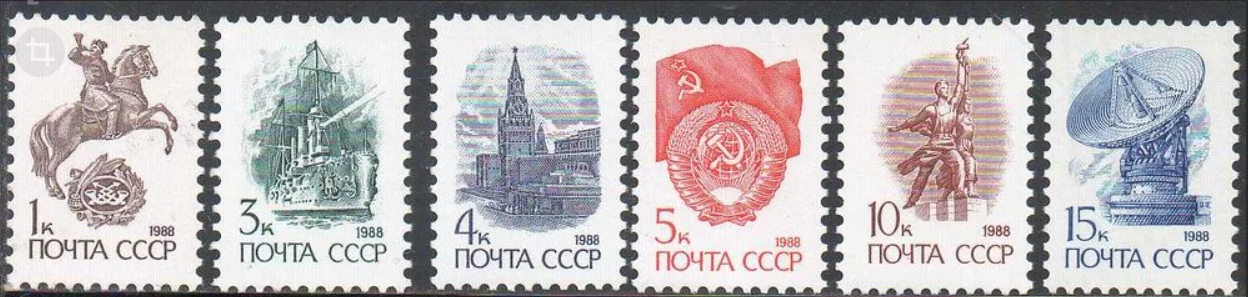 1к 1988
ПОЧТА СССР
3к 1988
ПОЧТА СССР
4к 1988
ПОЧТА СССР
5к 1988
ПОЧТА СССР
10к 1988
ПОЧТА СССР
15к 1988
ПОЧТА СССР